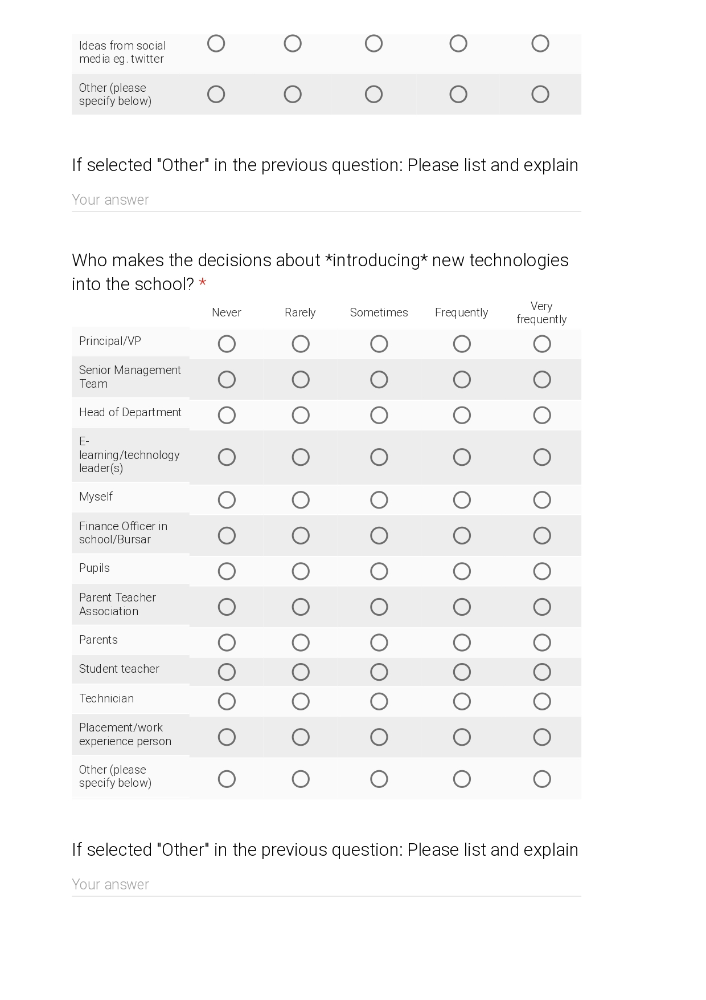 Ideas from social
media eg. twitter
Other (please
specify below)
If selected "Other" in the previous question: Please list and explain
Your answer
Who makes the decisions about *introducing* new technologies
into the school? *
Never Rarely Sometimes Frequently Very
frequently
Principal/VP
Senior Management
Team
Head of Department
E-
learning/technology
leader(s)
Myself
Finance Officer in
school/Bursar
Pupils
Parent Teacher
Association
Parents
Student teacher
Technician
Placement/work
experience person
Other (please
specify below)
If selected "Other" in the previous question: Please list and explain
Your answer